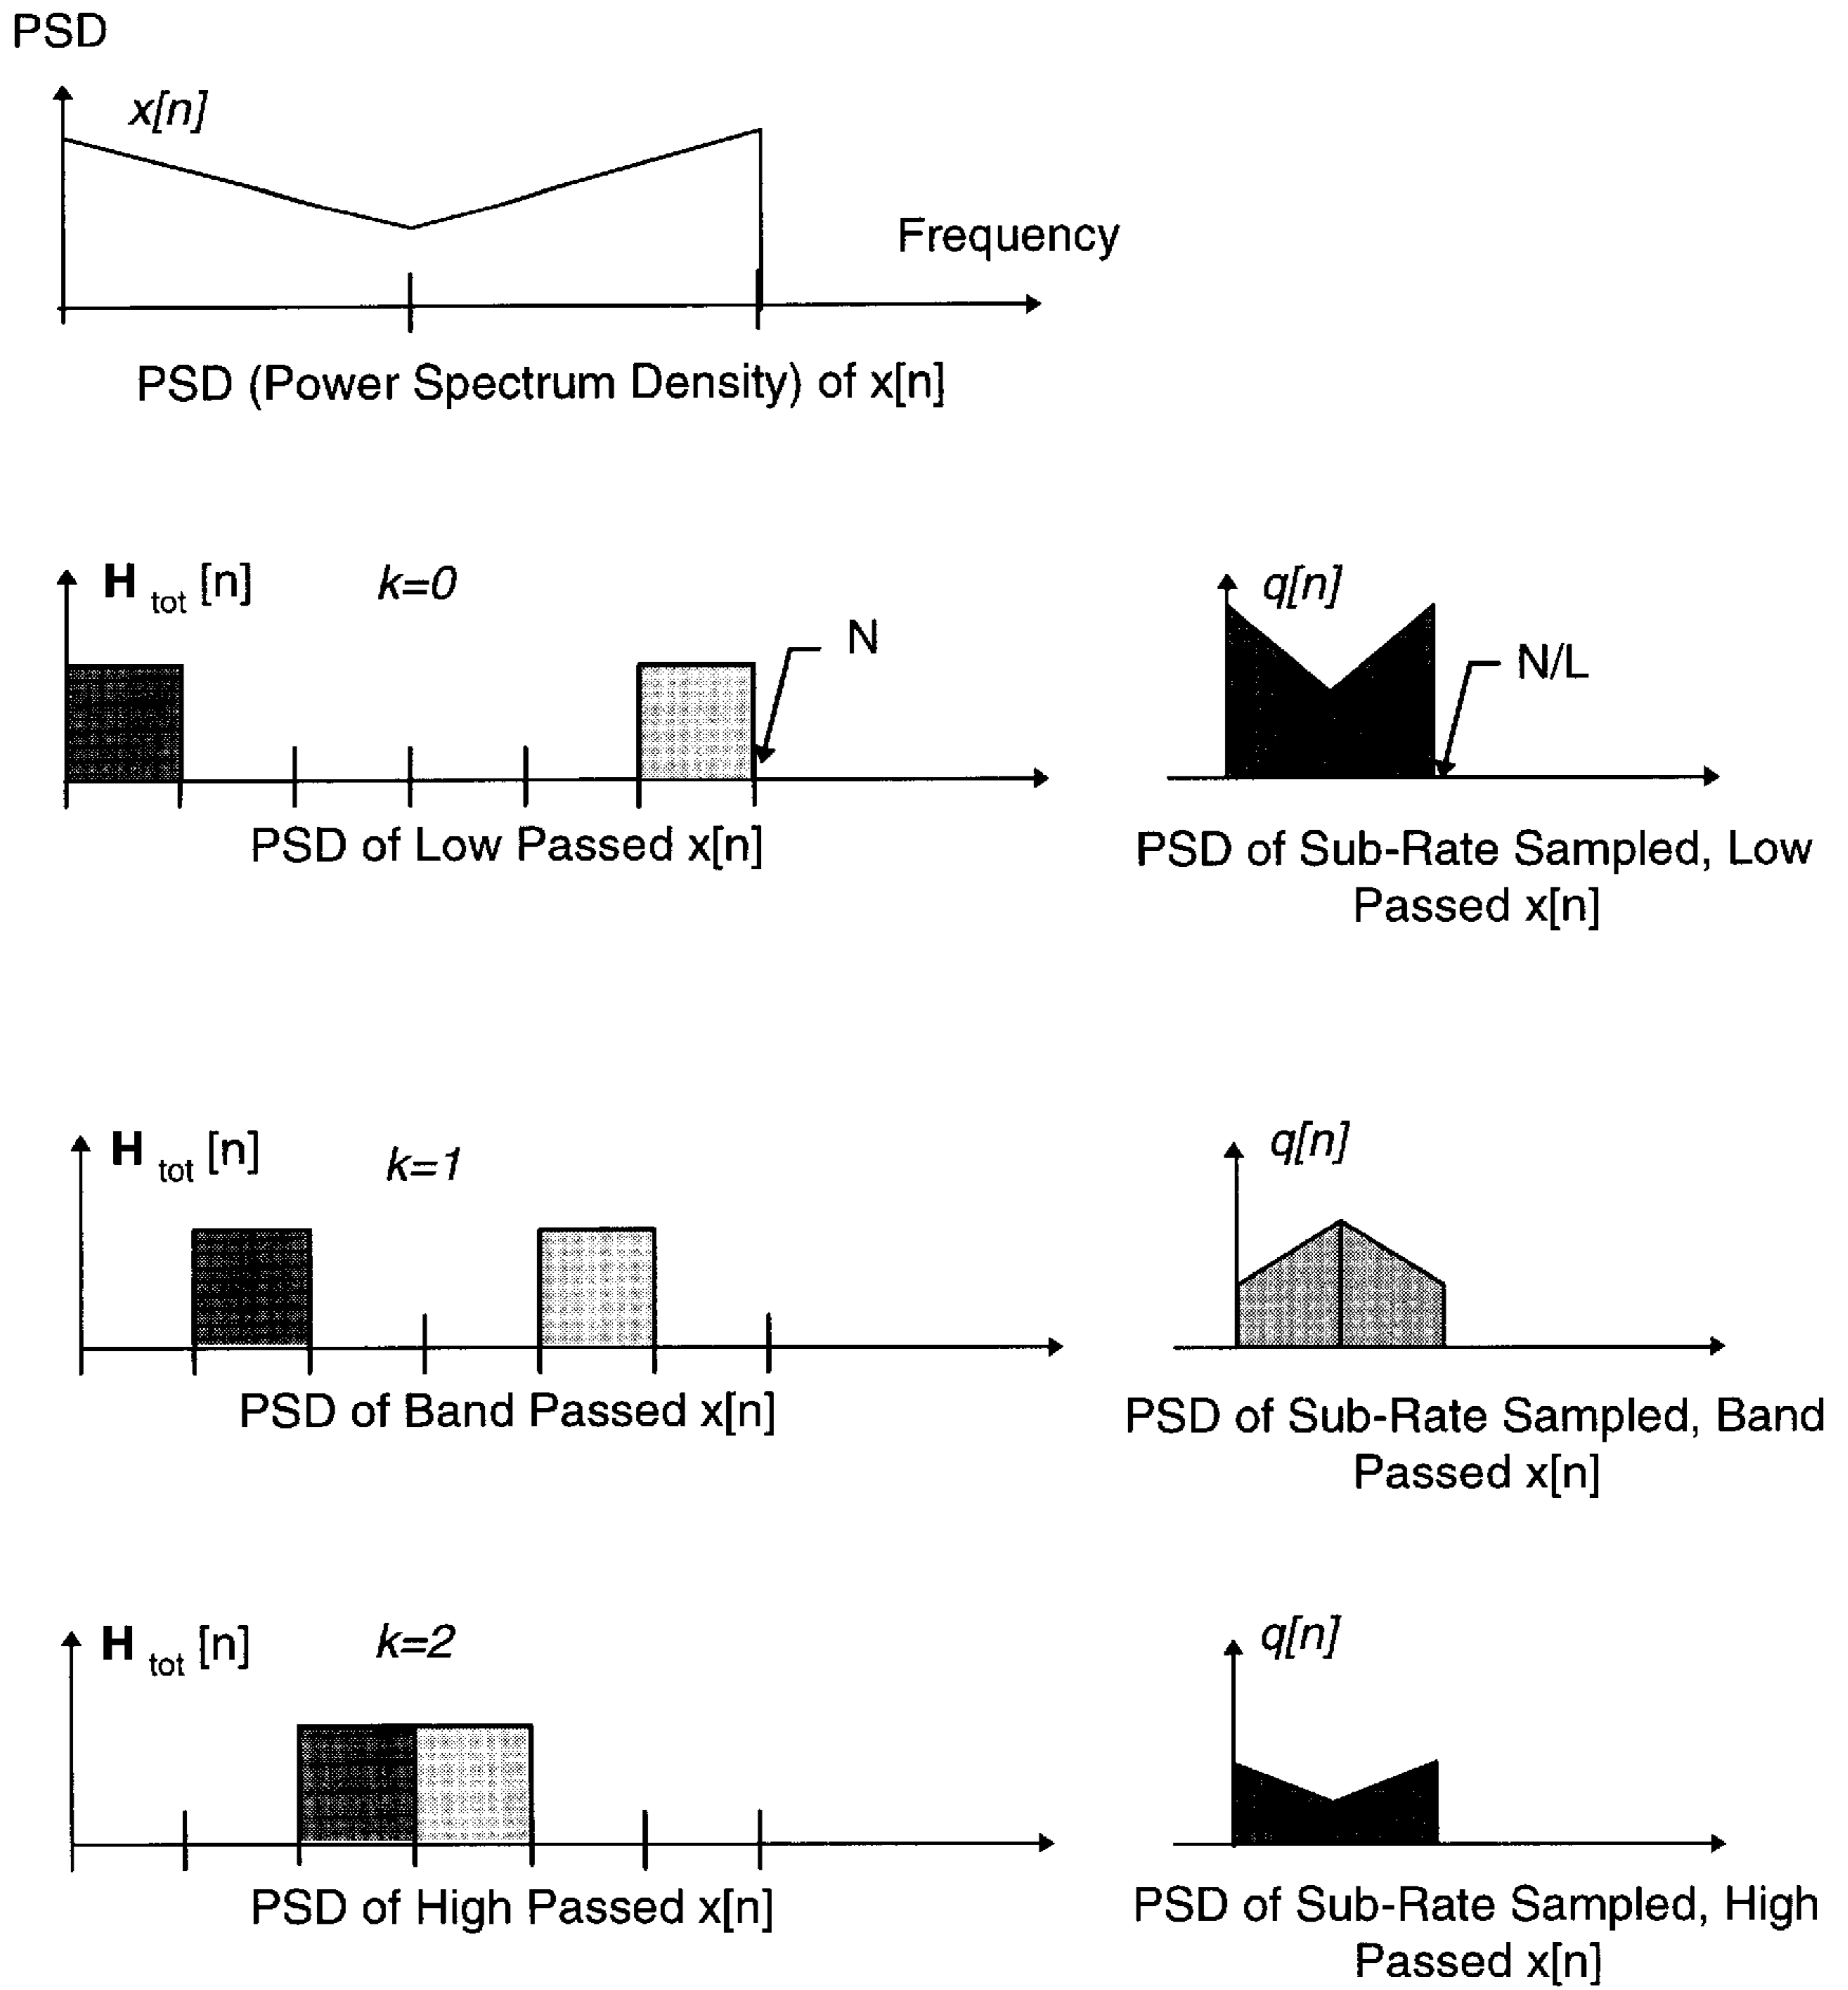 PSD
x[n]
Frequency
PSD (Power Spectrum Density) of x[n]
H tot [n]
k=0
N
PSD of Low Passed x[n]
q[n]
N/L
PSD of Sub-Rate Sampled, Low
Passed x[n]
H tot [n]
k=1
PSD of Band Passed x[n]
q[n]
PSD of Sub-Rate Sampled, Band
Passed x[n]
H tot [n]
k=2
PSD of High Passed x[n]
q[n]
PSD of Sub-Rate Sampled, High
Passed x[n]